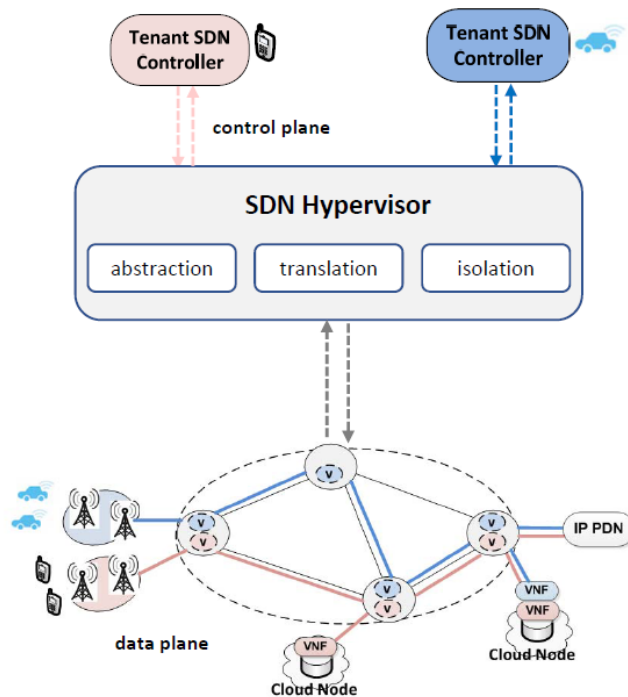 Tenant SDN
Controller
Tenant SDN
Controller
control plane
SDN Hypervisor
abstraction
translation
isolation
v
v
v
v
v
IP PDN
v
v
VNF
VNF
Cloud Node
data plane
VNF
Cloud Node